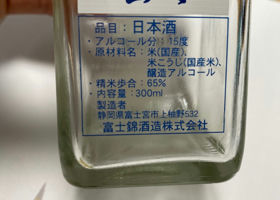 品目：日本酒
・アルコール分：15度
・原材料名：米(国産)、
米こうじ(国産米)、
醸造アルコール
・精米歩合：65%
・内容量：300ml
製造者
静岡県富士宮市上柚野532
富士錦酒造株式会社